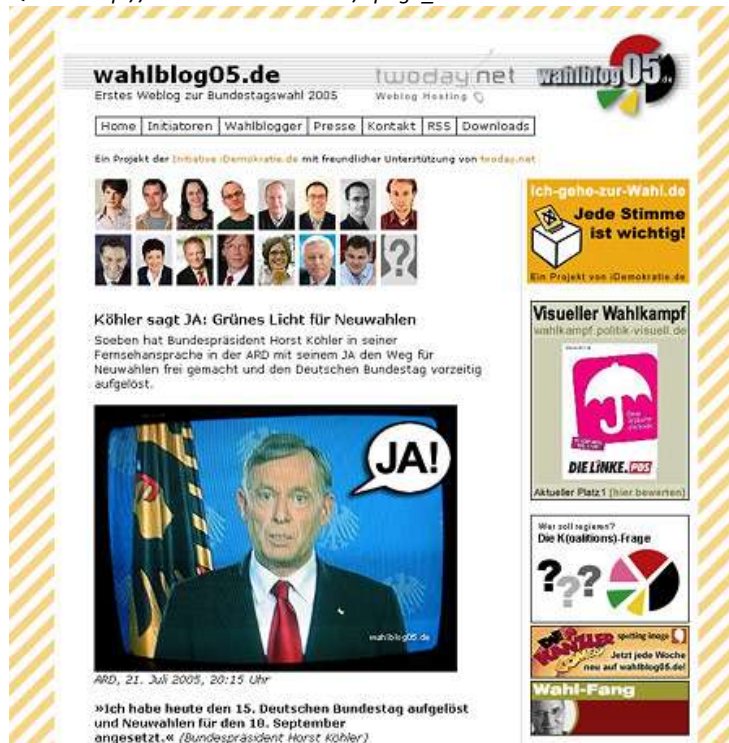 wahlblog05.de
Erstes Weblog zur Bundestagswahl 2005
twoday.net
Weblog Hosting
wahlblog05.de
Home Initiatoren Wahlblogger Presse Kontakt RSS Downloads
Ein Projekt der Initiative iDemokratie.de mit freundlicher Unterstützung von twoday.net
Köhler sagt JA: Grünes Licht für Neuwahlen
Soeben hat Bundespräsident Horst Köhler in seiner
Fernsehansprache in der ARD mit seinem JA den Weg für
Neuwahlen frei gemacht und den Deutschen Bundestag vorzeitig
aufgelöst.
JA!
wahlblog05.de
ARD, 21. Juli 2005, 20:15 Uhr
»Ich habe heute den 15. Deutschen Bundestag aufgelöst
und Neuwahlen für den 18. September
angesetzt.« (Bundespräsident Horst Köhler)
Ich-gehe-zur-Wahl.de
Jede Stimme
ist wichtig!
Ein Projekt von iDemokratie.de
Visueller Wahlkampf
wahlkampf.politik-visuell.de
DIE LINKE.PDS
Aktueller Platz1 (hier bewerten)
Wer soll regieren?
Die K(oalitions)-Frage
???
DIE KANZLER COMEDY
spotting image
Jetzt jede Woche
neu auf wahlblog05.de!
Wahl-Fang